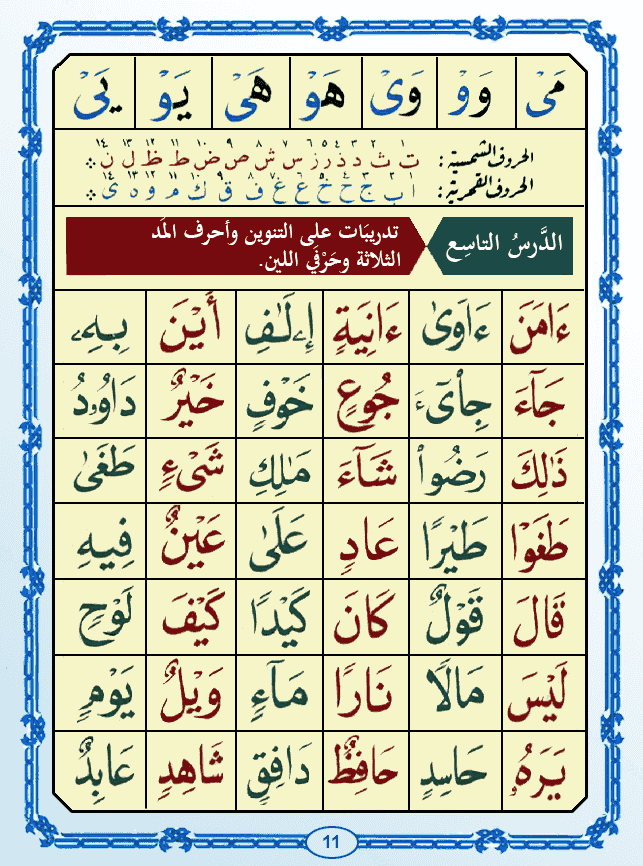 مَىْ وَوْ وَىْ هَوْ هَىْ يَوْ يَىْ
١ ٢ ٣ ٤ ٥ ٦ ٧ ٨ ٩ ١٠ ١١ ١٢ ١٣ ١٤
الحروف الشمسية : ت ث د ذ ر ز س ش ص ض ط ظ ل ن
١ ٢ ٣ ٤ ٥ ٦ ٧ ٨ ٩ ١٠ ١١ ١٢ ١٣ ١٤
الحروف القمرية : ا ب ج ح خ ع غ ف ق ك م و ه ى
الدَّرسُ التاسِع
تدريبَات على التنوين وأحرف المَد
الثلاثة وحَرْفَي اللين.
ءَامَنَ ءَاوَىٰ ءَانِيَةٍ إِۦلَٰفِ أَيْنَ بِهِۦ
جَآءَ جِاْىٓءَ جُوعٍ خَوْفٍ خَيْرٌ دَاوُۥدُ
ذَٰلِكَ رَضُواْ شَآءَ مَٰلِكِ شَىْءٍ طَغَىٰ
طَغَوْا طَيْرًا عَادٍ عَلَىٰ عَيْنٌ فِيهِ
قَالَ قَوْلٌ كَانَ كَيْدًا كَيْفَ لَوْحٍ
لَيْسَ مَالًا نَارًا مَآءٍ وَيْلٌ يَوْمٍ
يَرَهُۥ حَاسِدٍ حَافِظٌ دَافِقٍ شَاهِدٍ عَابِدٌ
11